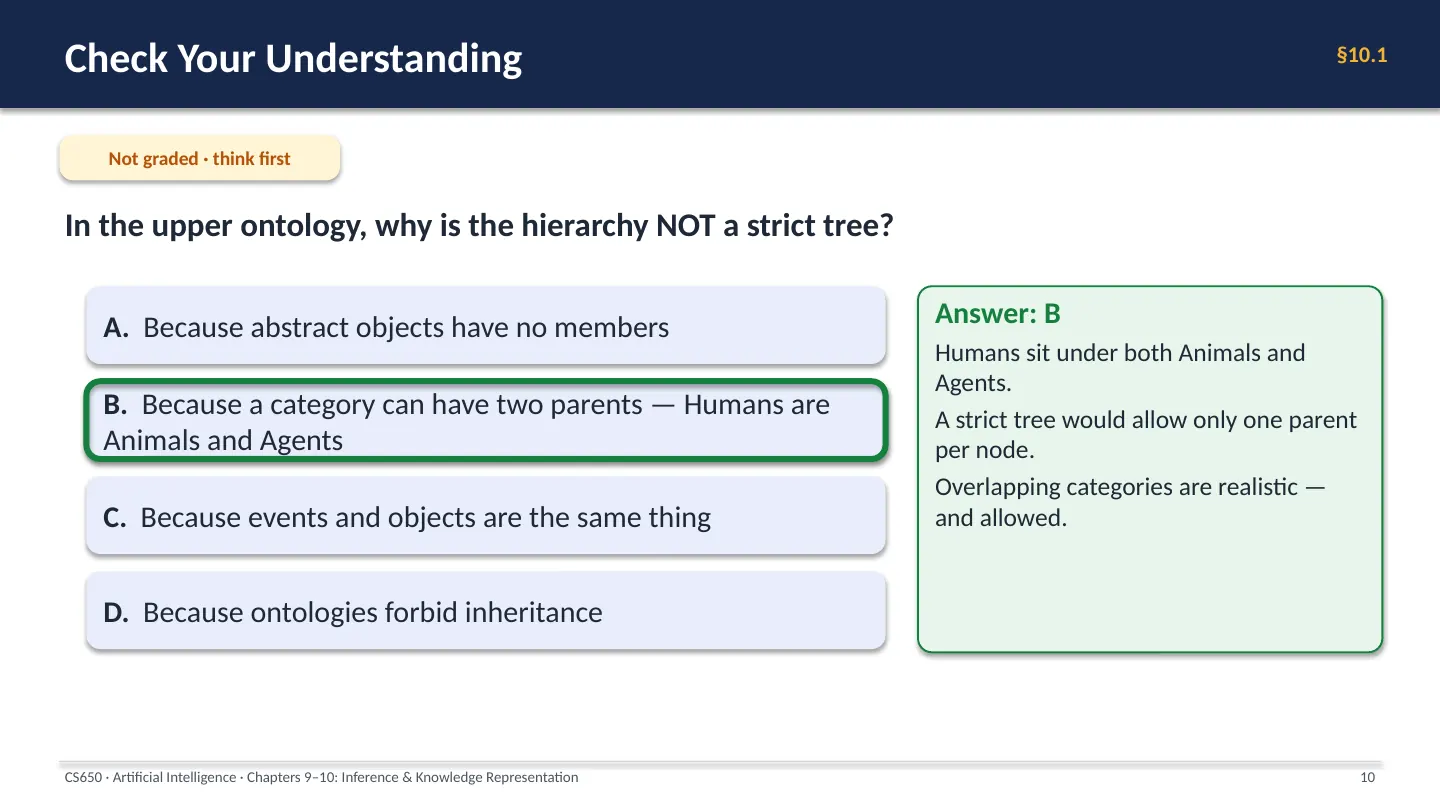 Check Your Understanding
§10.1
Not graded · think first
In the upper ontology, why is the hierarchy NOT a strict tree?
A. Because abstract objects have no members
B. Because a category can have two parents — Humans are
Animals and Agents
C. Because events and objects are the same thing
D. Because ontologies forbid inheritance
Answer: B
Humans sit under both Animals and
Agents.
A strict tree would allow only one parent
per node.
Overlapping categories are realistic —
and allowed.
CS650 · Artificial Intelligence · Chapters 9–10: Inference & Knowledge Representation
10